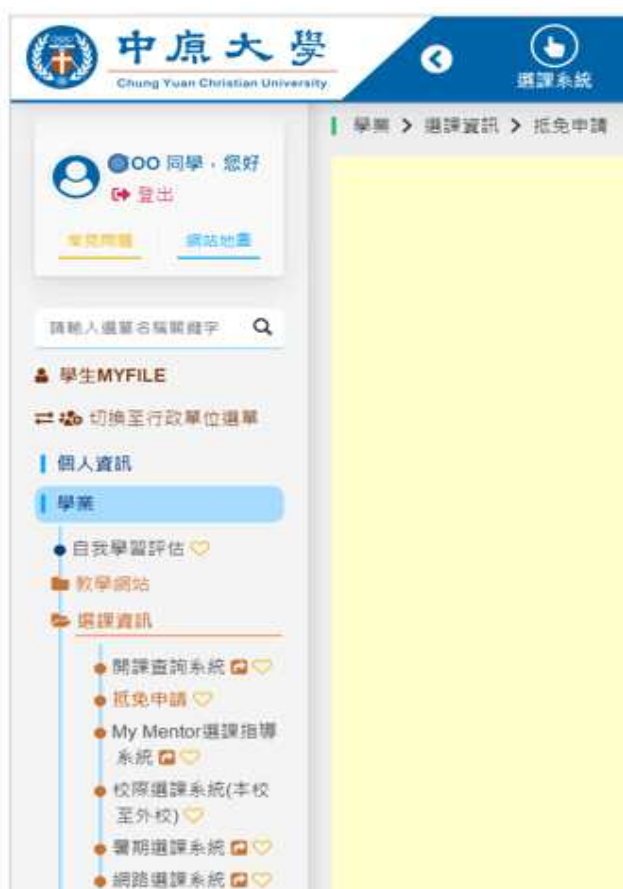 中原大學
Chung Yuan Christian University
選課系統
學業 > 選課資訊 > 抵免申請
OO 同學，您好
登出
常見問題 網站地圖
請輸入選單名稱關鍵字
學生MYFILE
切換至行政單位選單
個人資訊
學業
自我學習評估
教學網站
選課資訊
開課查詢系統
抵免申請
My Mentor選課指導
系統
校際選課系統(本校
至外校)
暑期選課系統
網路選課系統